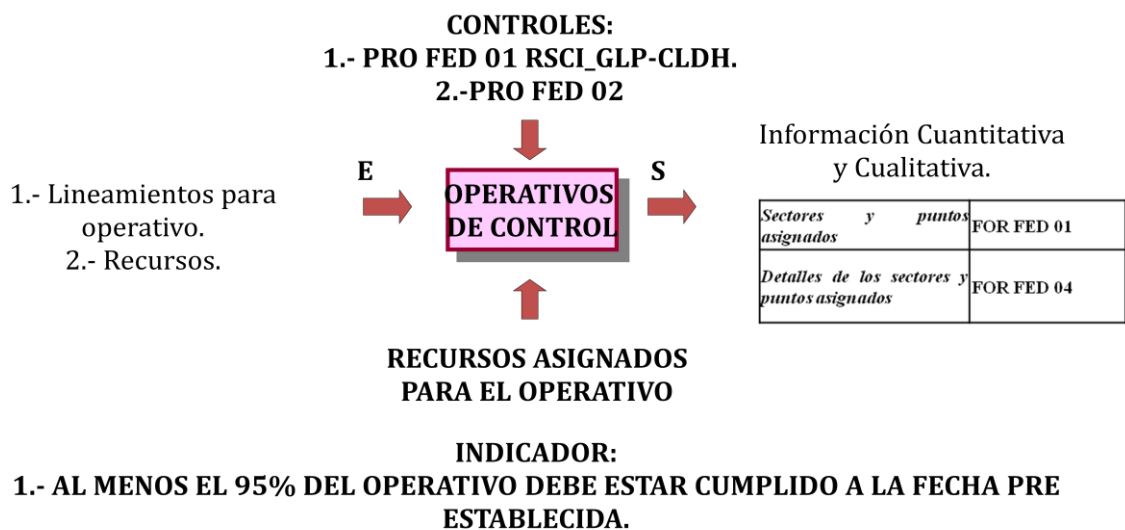 CONTROLES:
1.- PRO FED 01 RSCI_GLP-CLDH.
2.-PRO FED 02
E
1.- Lineamientos para
operativo.
2.- Recursos.
OPERATIVOS
DE CONTROL
S
Información Cuantitativa
y Cualitativa.
Sectores y puntos
asignados
FOR FED 01
Detalles de los sectores y
puntos asignados
FOR FED 04
RECURSOS ASIGNADOS
PARA EL OPERATIVO
INDICADOR:
1.- AL MENOS EL 95% DEL OPERATIVO DEBE ESTAR CUMPLIDO A LA FECHA PRE
ESTABLECIDA.